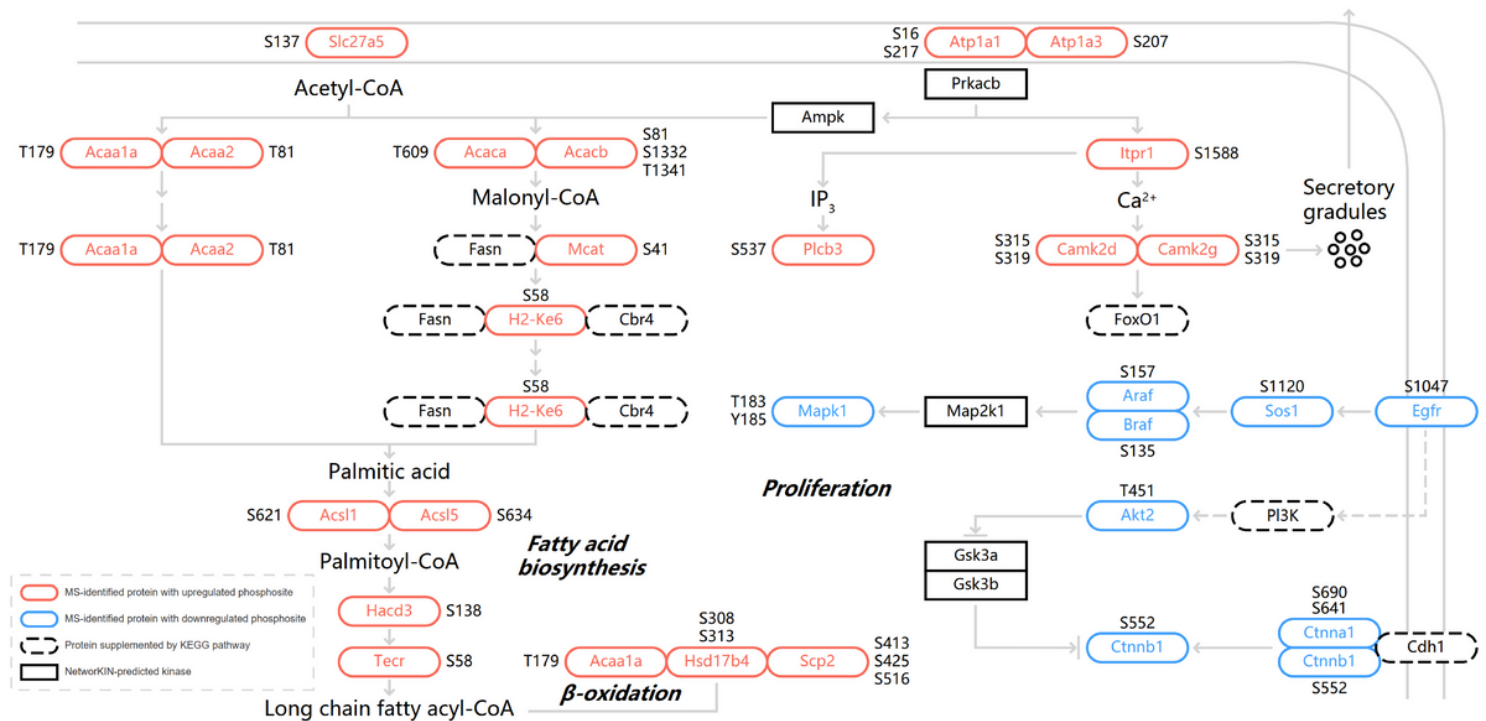 S137 Slc27a5
S16
S217
Atp1a1 Atp1a3 S207
Prkacb
Acetyl-CoA
Ampk
T179 Acaa1a Acaa2 T81
T609 Acaca Acacb
S81
S1332
T1341
Itpr1 S1588
Malonyl-CoA
IP3
Ca2+
Secretory
gradules
T179 Acaa1a Acaa2 T81
Fasn Mcat S41
S537 Plcb3
S315
S319
Camk2d Camk2g
S315
S319
S58
Fasn H2-Ke6 Cbr4
FoxO1
S58
Fasn H2-Ke6 Cbr4
T183
Y185
Mapk1
Map2k1
S157
Araf
Braf
S135
S1120
Sos1
S1047
Egfr
Palmitic acid
Proliferation
S621 Acsl1 Acsl5 S634
T451
Akt2
PI3K
Fatty acid
biosynthesis
Gsk3a
Gsk3b
Palmitoyl-CoA
Hacd3 S138
Tecr S58
S308
S313
T179 Acaa1a Hsd17b4 Scp2
S413
S425
S516
β-oxidation
Long chain fatty acyl-CoA
S552
Ctnnb1
S690
S641
Ctnna1
Ctnnb1
S552
Cdh1
MS-identified protein with upregulated phosphosite
MS-identified protein with downregulated phosphosite
Protein supplemented by KEGG pathway
NetworKIN-predicted kinase